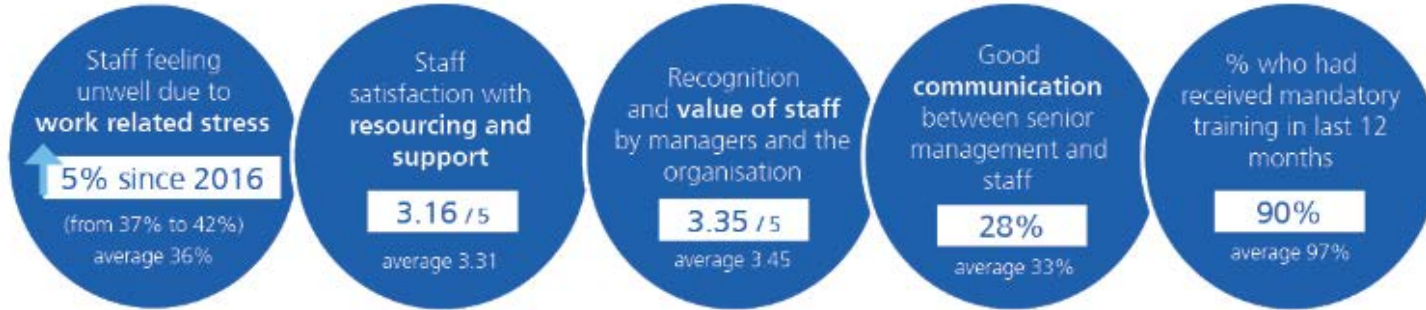 Staff feeling
unwell due to
work related stress
5% since 2016
(from 37% to 42%)
average 36%
Staff
satisfaction with
resourcing and
support
3.16 / 5
average 3.31
Recognition
and value of staff
by managers and the
organisation
3.35 / 5
average 3.45
Good
communication
between senior
management and
staff
28%
average 33%
% who had
received mandatory
training in last 12
months
90%
average 97%